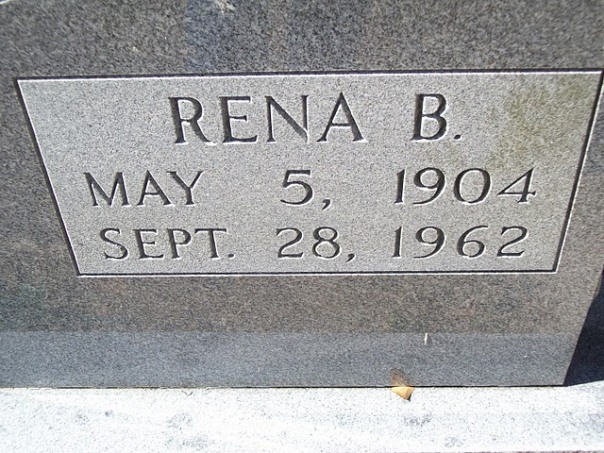 RENA B.
MAY 5, 1904
SEPT. 28, 1962